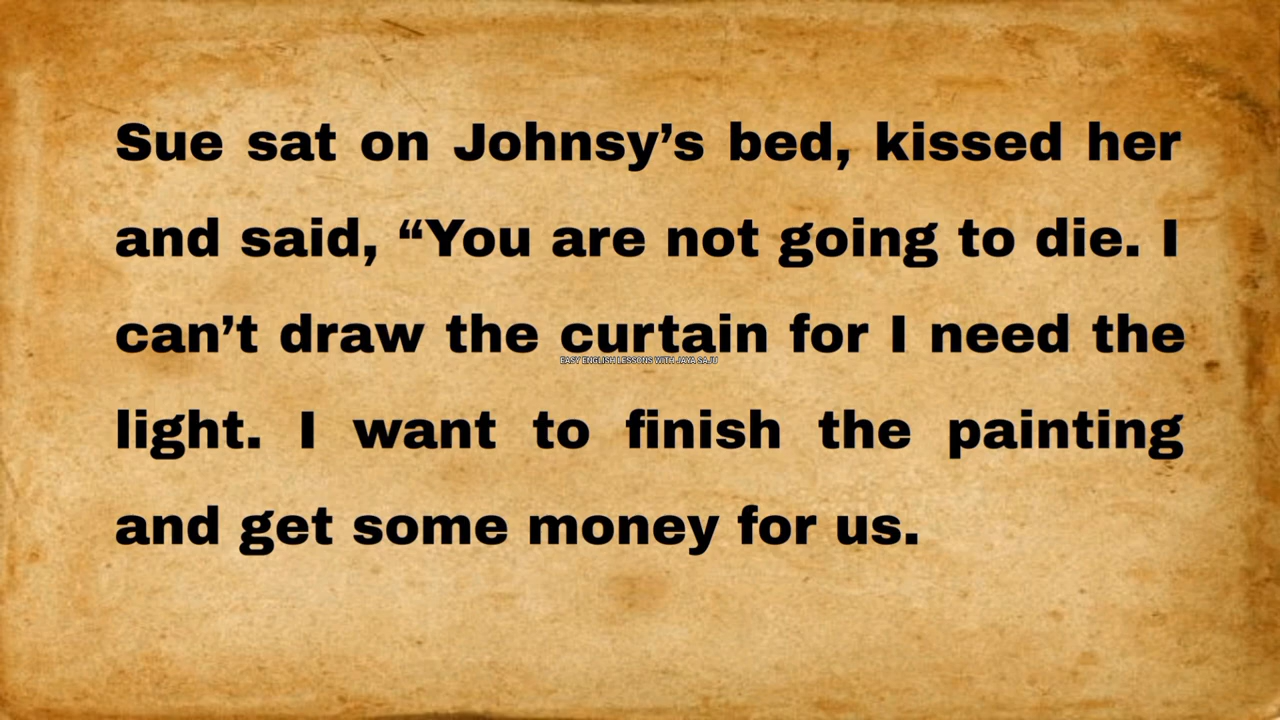 Sue sat on Johnsy’s bed, kissed her
and said, “You are not going to die. I
can’t draw the curtain for I need the
EASY ENGLISH LESSONS WITH JAYA SAJU
light. I want to finish the painting
and get some money for us.